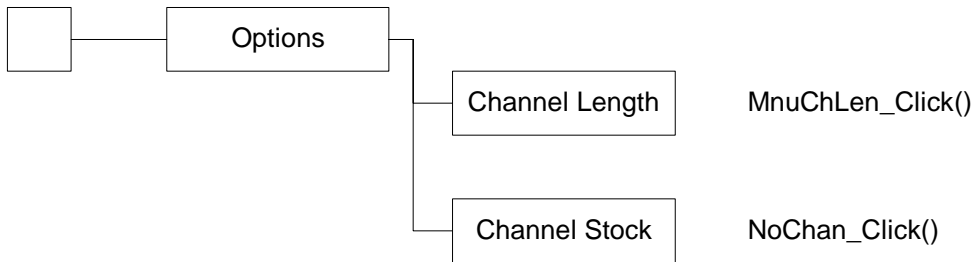 Options
Channel Length MnuChLen_Click()
Channel Stock NoChan_Click()